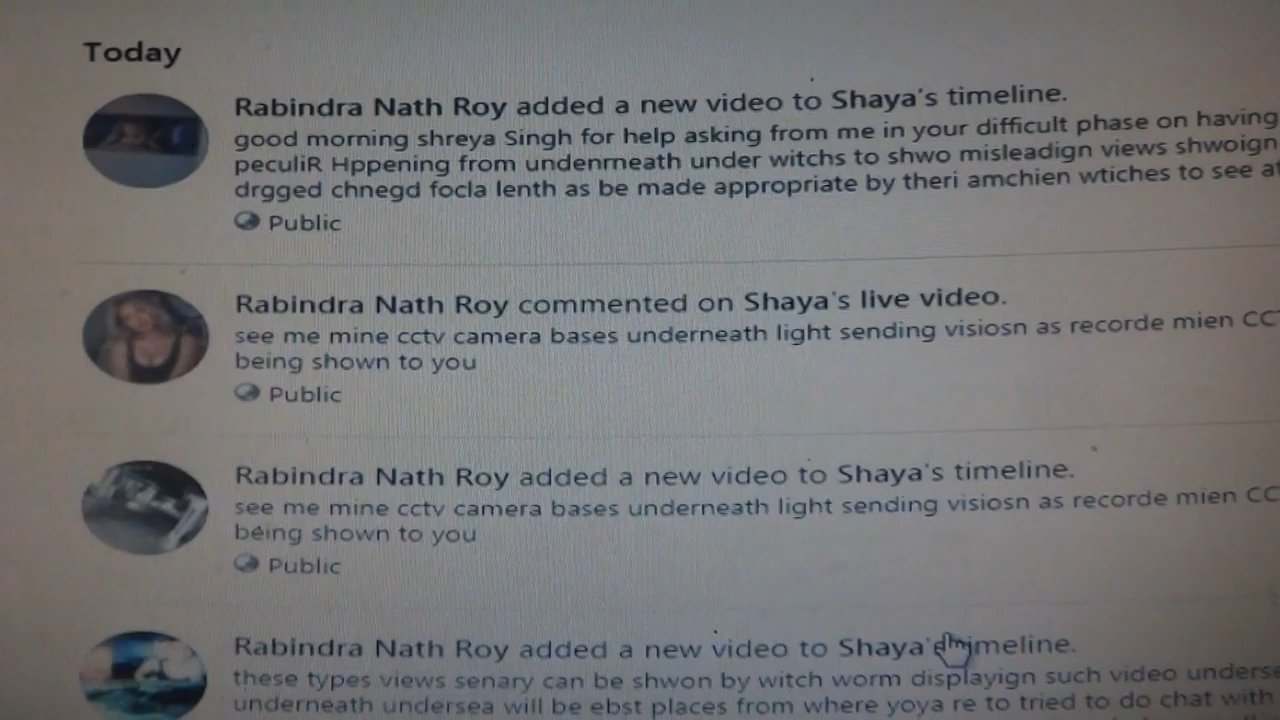 Today
Rabindra Nath Roy added a new video to Shaya's timeline.
good morning shreya Singh for help asking from me in your difficult phase on having
peculiR Hppening from undenrneath under witchs to shwo misleadign views shwoign
drgged chnegd focla lenth as be made appropriate by theri amchien wtiches to see
Public
Rabindra Nath Roy commented on Shaya's live video.
see me mine cctv camera bases underneath light sending visiosn as recorde mien
being shown to you
Public
Rabindra Nath Roy added a new video to Shaya's timeline.
see me mine cctv camera bases underneath light sending visiosn as recorde mien
being shown to you
Public
Rabindra Nath Roy added a new video to
these types views senary can be shwon by witch worm displayign such video
underneath undersea will be ebst places from where yoya re to tried to do chat with